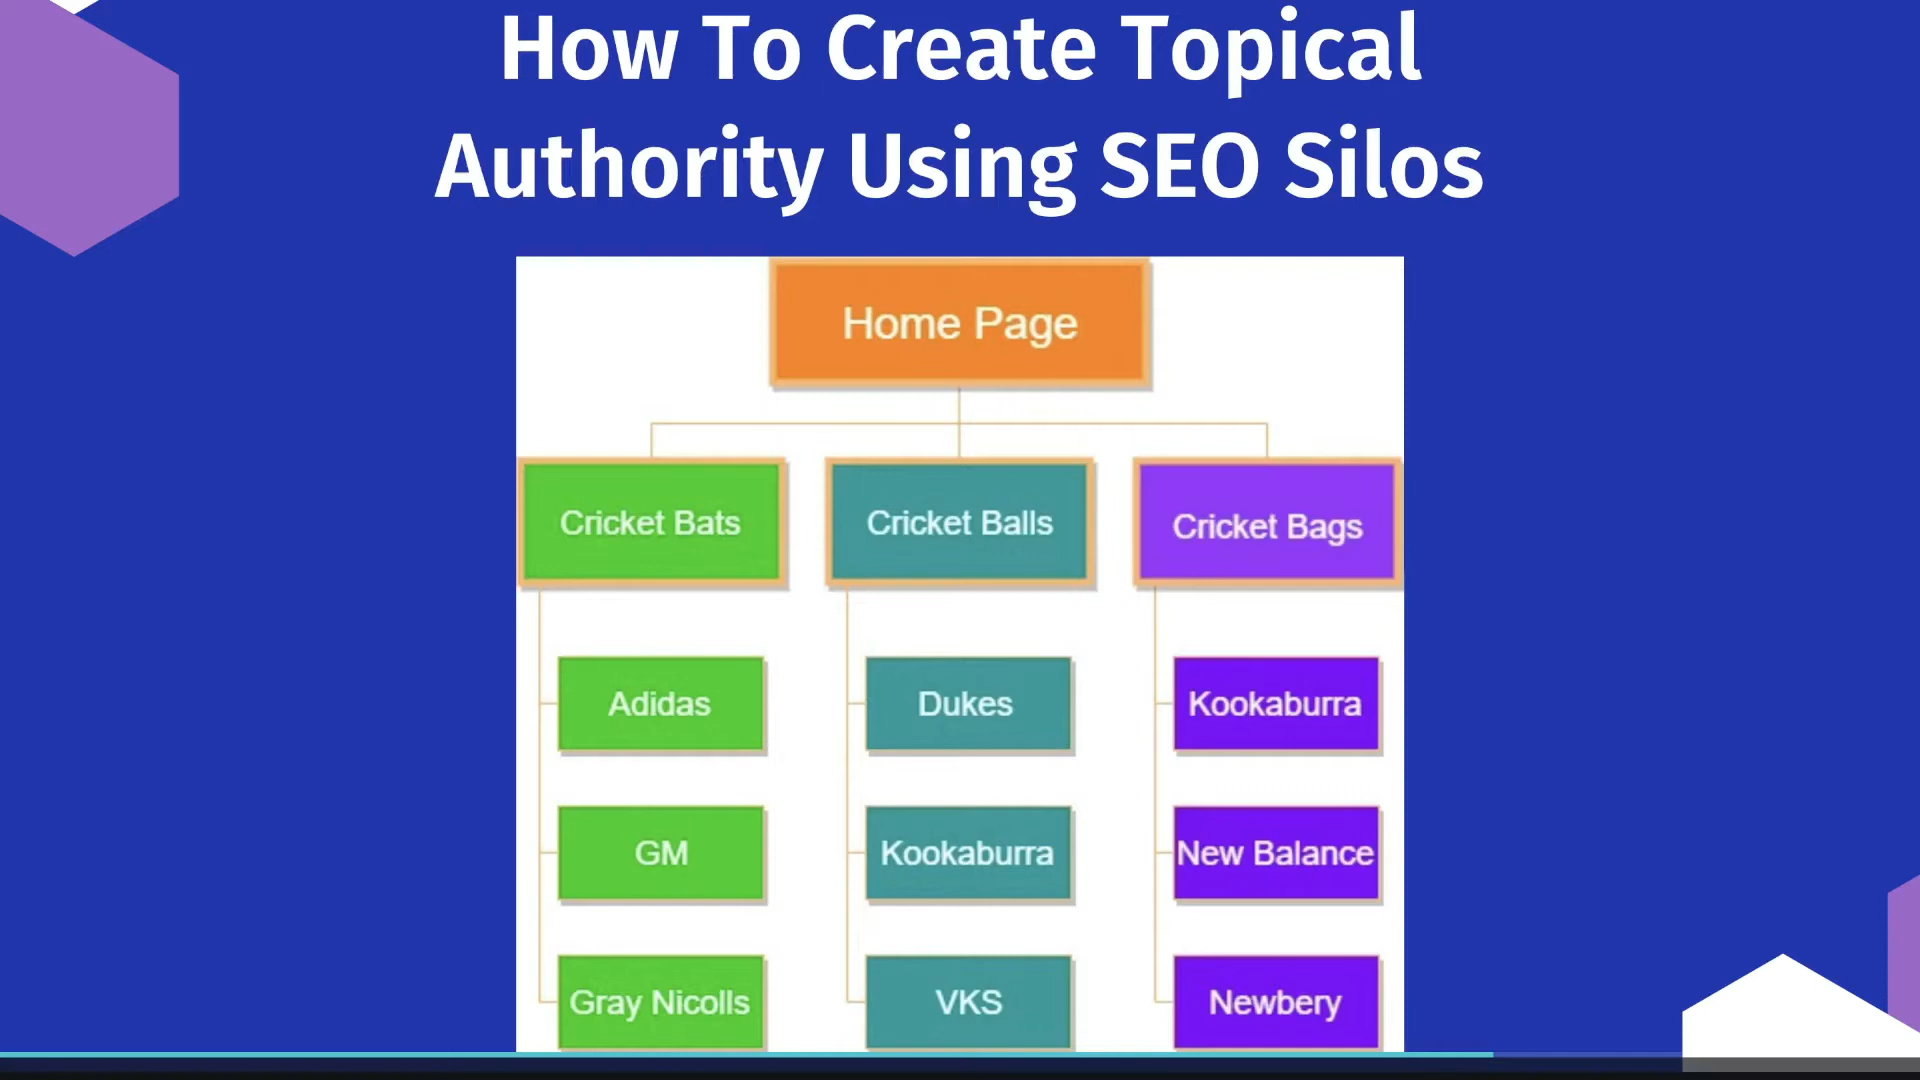 How To Create Topical
Authority Using SEO Silos
Home Page
Cricket Bats
Cricket Balls
Cricket Bags
Adidas
Dukes
Kookaburra
GM
Kookaburra
New Balance
Gray Nicolls
VKS
Newbery